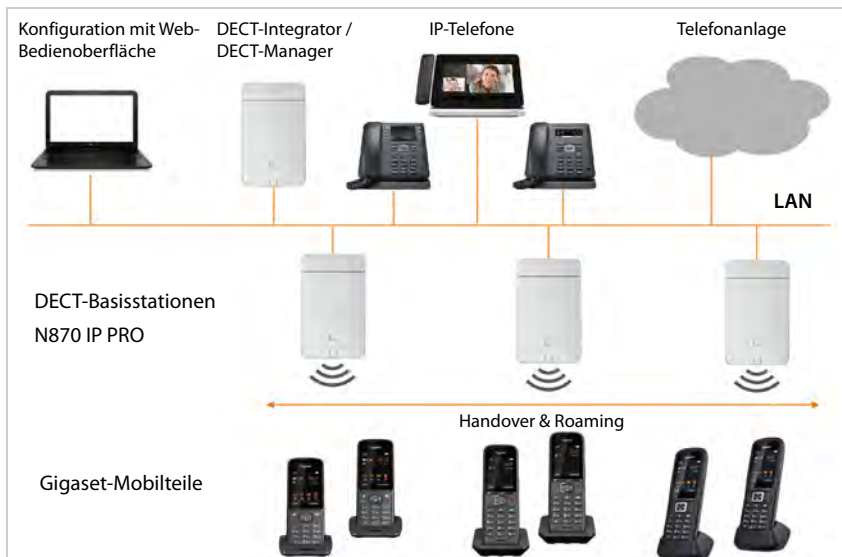 Konfiguration mit Web-
Bedienoberfläche
DECT-Integrator /
DECT-Manager
IP-Telefone
Telefonanlage
LAN
DECT-Basisstationen
N870 IP PRO
Handover & Roaming
Gigaset-Mobilteile